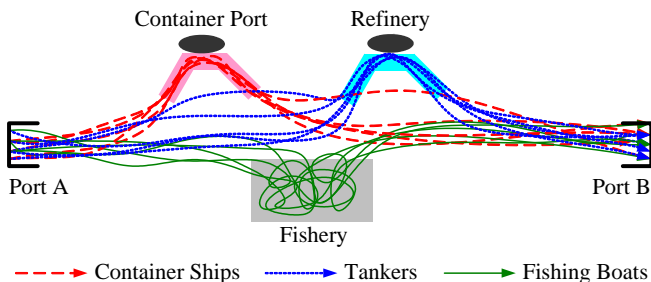 Container Port
Refinery
Port A
Port B
Fishery
Container Ships
Tankers
Fishing Boats